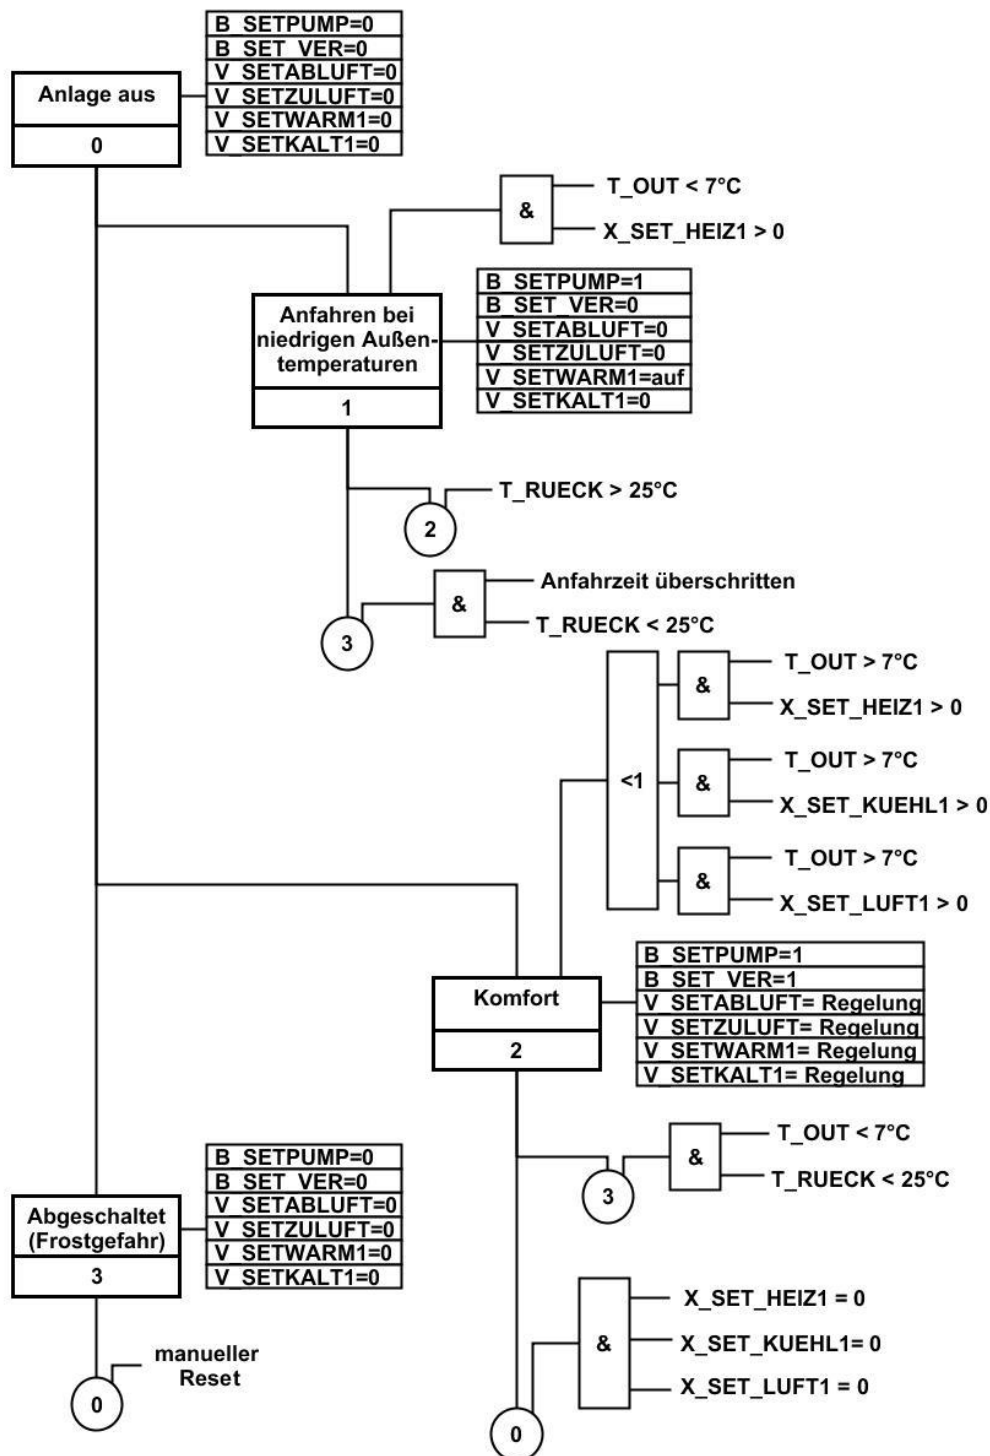 B_SETPUMP=0
B_SET_VER=0
V_SETABLUFT=0
V_SETZULUFT=0
V_SETWARM1=0
V_SETKALT1=0
Anlage aus
0
&
T_OUT < 7°C
X_SET_HEIZ1 > 0
Anfahren bei
niedrigen Außen-
temperaturen
1
B_SETPUMP=1
B_SET_VER=0
V_SETABLUFT=0
V_SETZULUFT=0
V_SETWARM1=auf
V_SETKALT1=0
2
T_RUECK > 25°C
3
&
Anfahrzeit überschritten
T_RUECK < 25°C
<1
&
T_OUT > 7°C
X_SET_HEIZ1 > 0
&
T_OUT > 7°C
X_SET_KUEHL1 > 0
&
T_OUT > 7°C
X_SET_LUFT1 > 0
Komfort
2
B_SETPUMP=1
B_SET_VER=1
V_SETABLUFT= Regelung
V_SETZULUFT= Regelung
V_SETWARM1= Regelung
V_SETKALT1= Regelung
3
&
T_OUT < 7°C
T_RUECK < 25°C
Abgeschaltet
(Frostgefahr)
3
B_SETPUMP=0
B_SET_VER=0
V_SETABLUFT=0
V_SETZULUFT=0
V_SETWARM1=0
V_SETKALT1=0
manueller
Reset
0
&
X_SET_HEIZ1 = 0
X_SET_KUEHL1= 0
X_SET_LUFT1 = 0
0